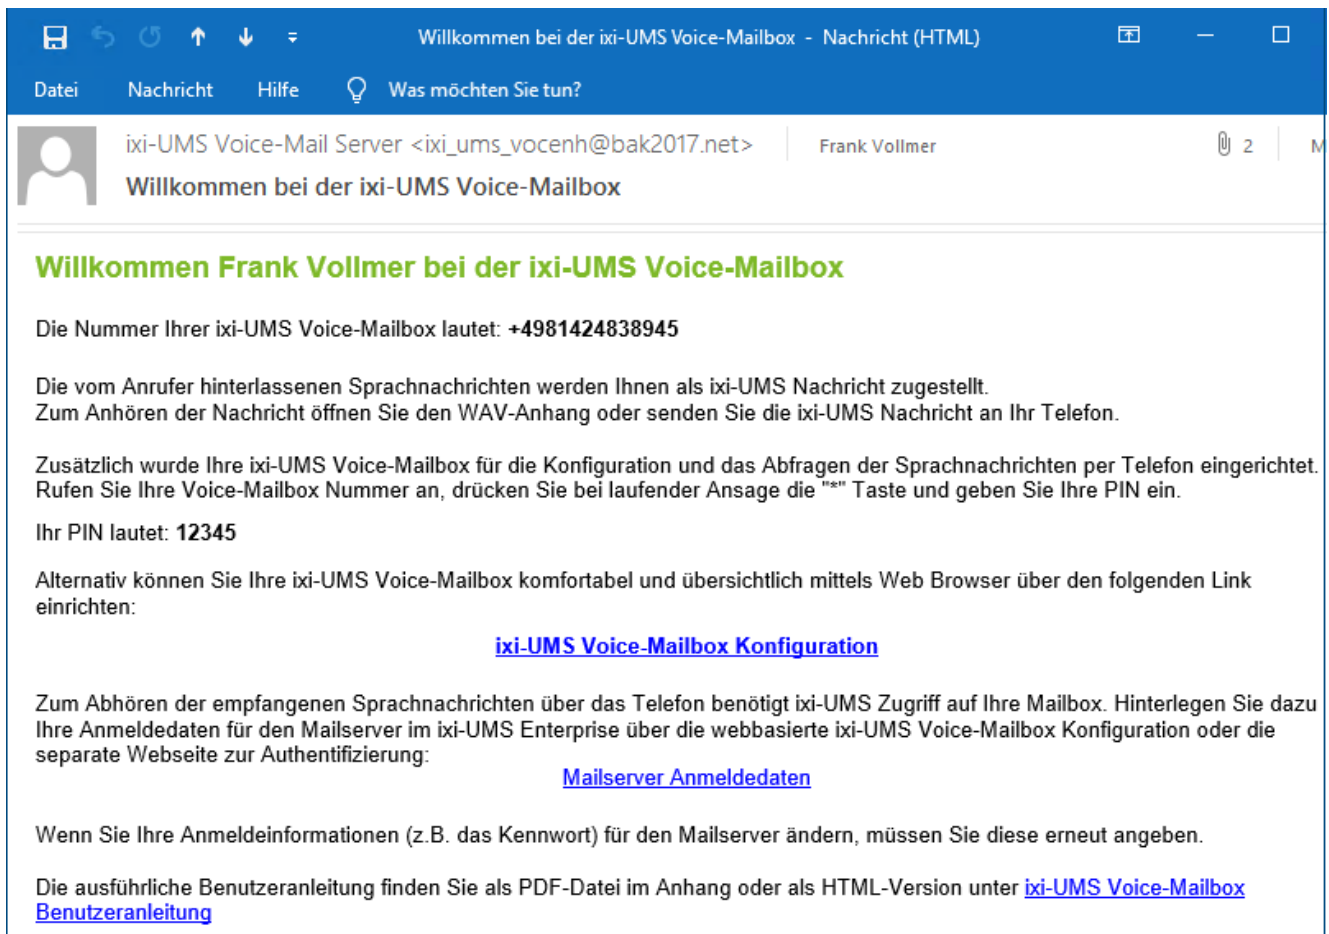 Willkommen bei der ixi-UMS Voice-Mailbox - Nachricht (HTML)
Datei Nachricht Hilfe Was möchten Sie tun?
ixi-UMS Voice-Mail Server <ixi_ums_vocenh@bak2017.net> Frank Vollmer 2 M
Willkommen bei der ixi-UMS Voice-Mailbox
Willkommen Frank Vollmer bei der ixi-UMS Voice-Mailbox
Die Nummer Ihrer ixi-UMS Voice-Mailbox lautet: +4981424838945
Die vom Anrufer hinterlassenen Sprachnachrichten werden Ihnen als ixi-UMS Nachricht zugestellt.
Zum Anhören der Nachricht öffnen Sie den WAV-Anhang oder senden Sie die ixi-UMS Nachricht an Ihr Telefon.
Zusätzlich wurde Ihre ixi-UMS Voice-Mailbox für die Konfiguration und das Abfragen der Sprachnachrichten per Telefon eingerichtet.
Rufen Sie Ihre Voice-Mailbox Nummer an, drücken Sie bei laufender Ansage die "*" Taste und geben Sie Ihre PIN ein.
Ihr PIN lautet: 12345
Alternativ können Sie Ihre ixi-UMS Voice-Mailbox komfortabel und übersichtlich mittels Web Browser über den folgenden Link
einrichten:
ixi-UMS Voice-Mailbox Konfiguration
Zum Abhören der empfangenen Sprachnachrichten über das Telefon benötigt ixi-UMS Zugriff auf Ihre Mailbox. Hinterlegen Sie dazu
Ihre Anmeldedaten für den Mailserver im ixi-UMS Enterprise über die webbasierte ixi-UMS Voice-Mailbox Konfiguration oder die
separate Webseite zur Authentifizierung:
Mailserver Anmeldedaten
Wenn Sie Ihre Anmeldeinformationen (z.B. das Kennwort) für den Mailserver ändern, müssen Sie diese erneut angeben.
Die ausführliche Benutzeranleitung finden Sie als PDF-Datei im Anhang oder als HTML-Version unter ixi-UMS Voice-Mailbox
Benutzeranleitung